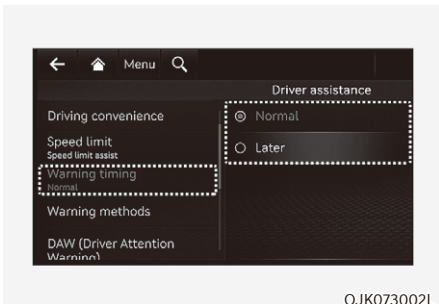 Menu
Driver assistance
Driving convenience
Speed limit
Speed limit assist
Warning timing
Normal
Warning methods
DAW (Driver Attention
Warning)
Normal
Later
OJK073002L